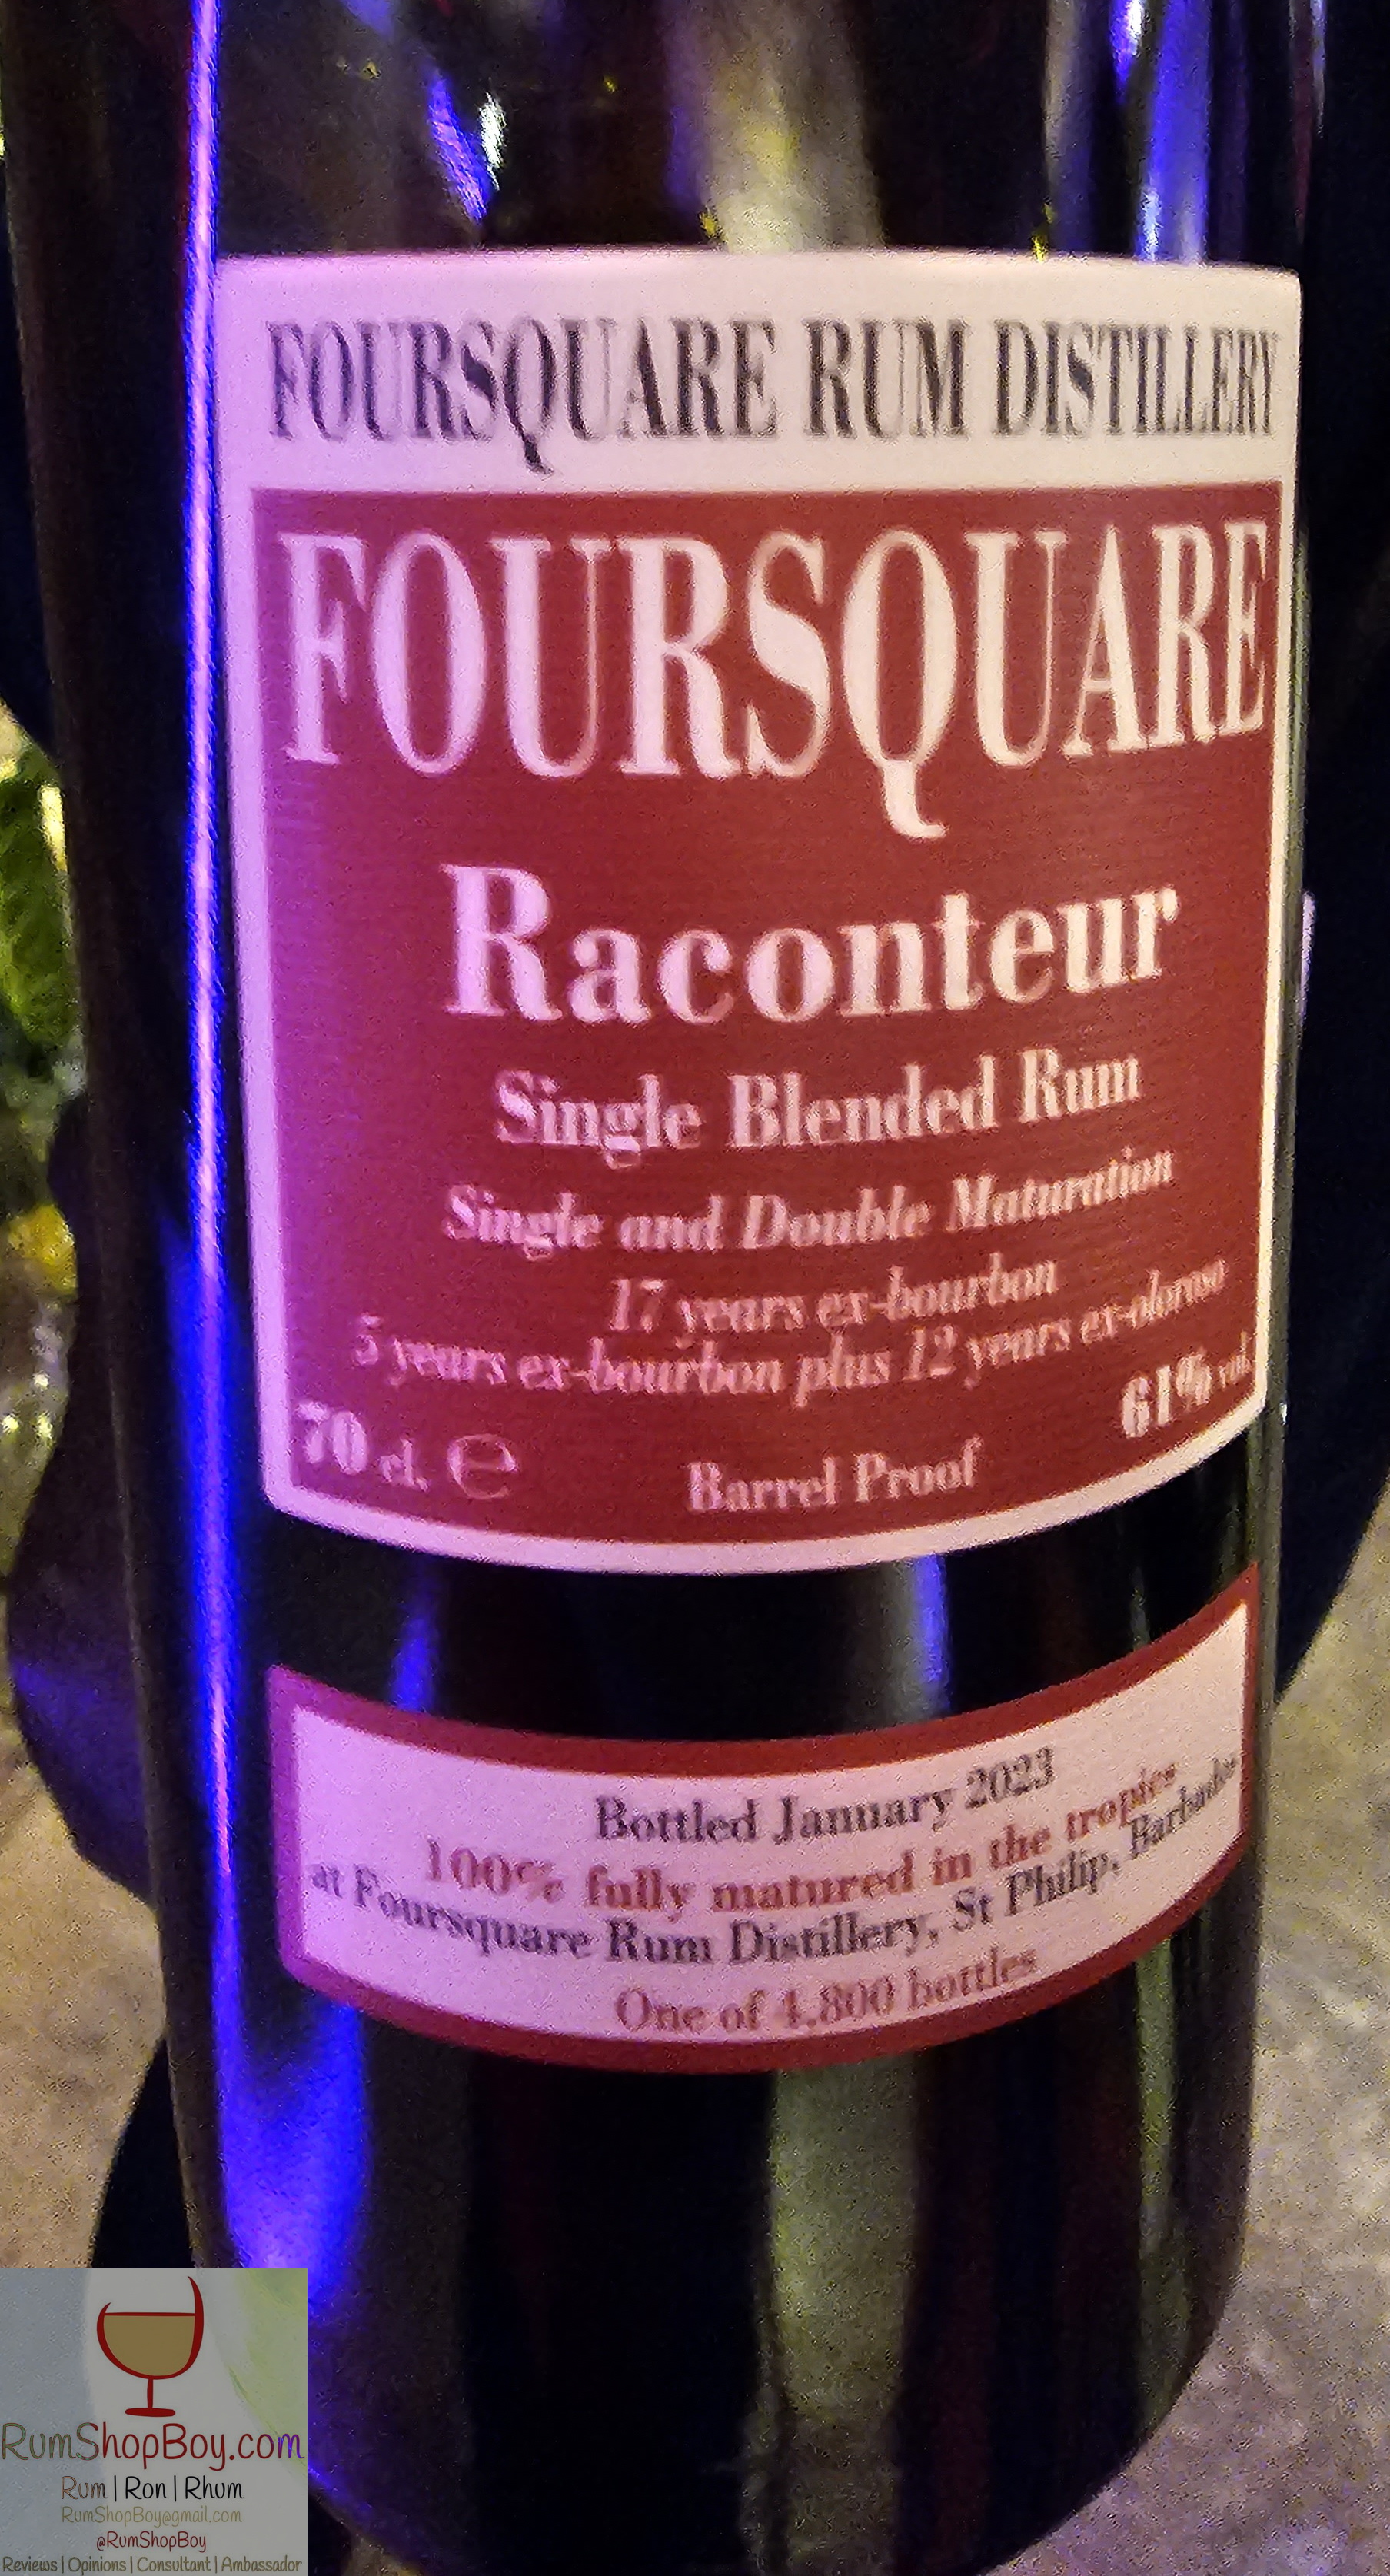 FOURSQUARE RUM DISTILLERY
FOURSQUARE
Raconteur
Single Blended Rum
Single and Double Maturation
17 years ex-bourbon
5 years ex-bourbon plus 12 years ex-oloroso
70 cl. ℮
61% vol.
Barrel Proof
Bottled January 2023
100% fully matured in the tropics
at Foursquare Rum Distillery, St Philip, Barbados
One of 4,800 bottles
RumShopBoy.com
Rum | Ron | Rhum
RumShopBoy@gmail.com
@RumShopBoy
Reviews | Opinions | Consultant | Ambassador